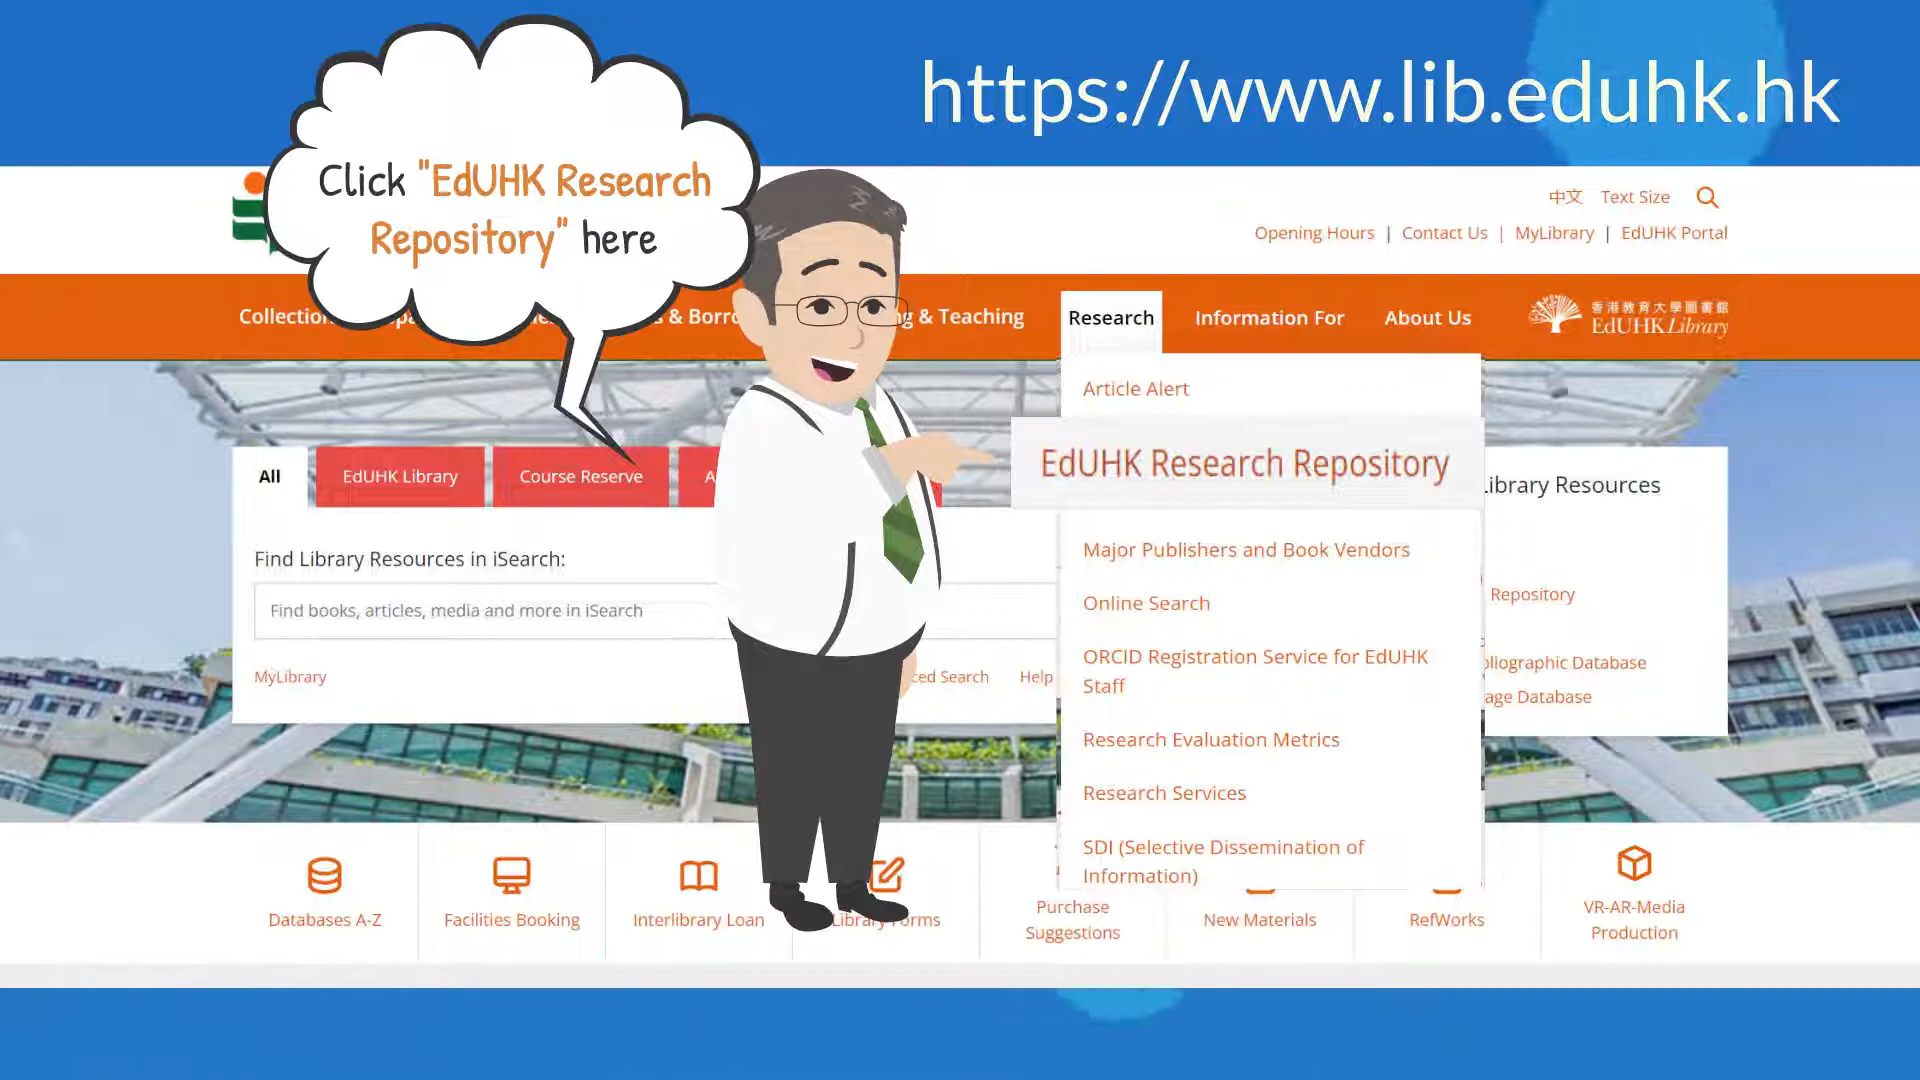 https://www.lib.eduhk.hk
Click "EdUHK Research
Repository" here
中文 Text Size
Opening Hours | Contact Us | MyLibrary | EdUHK Portal
& Teaching Research Information For About Us
香港教育大學圖書館
EdUHK Library
Article Alert
EdUHK Research Repository
Major Publishers and Book Vendors
Online Search
ORCID Registration Service for EdUHK
Staff
Research Evaluation Metrics
Research Services
SDI (Selective Dissemination of
Information)
All EdUHK Library Course Reserve
Find Library Resources in iSearch:
Find books, articles, media and more in iSearch
MyLibrary Search Help
Library Resources
Repository
Database
Database
Databases A-Z
Facilities Booking
Interlibrary Loan
Library Forms
Purchase
Suggestions
New Materials
RefWorks
VR-AR-Media
Production